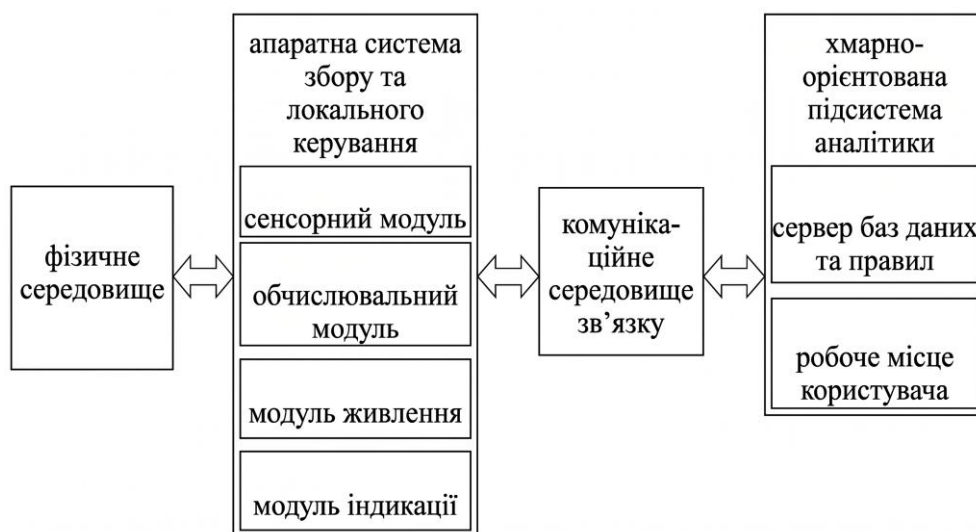 фізичне
середовище
апаратна система
збору та
локального
керування
сенсорний модуль
обчислювальний
модуль
модуль живлення
модуль індикації
комуніка-
ційне
середовище
зв’язку
хмарно-
орієнтована
підсистема
аналітики
сервер баз даних
та правил
робоче місце
користувача